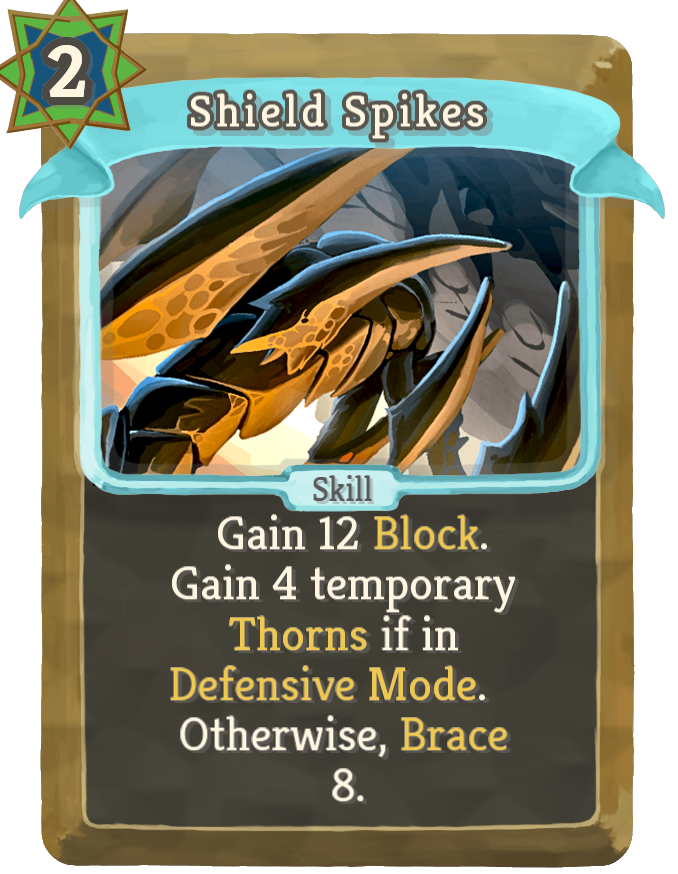 2
Shield Spikes
Skill
Gain 12 Block.
Gain 4 temporary
Thorns if in
Defensive Mode.
Otherwise, Brace
8.